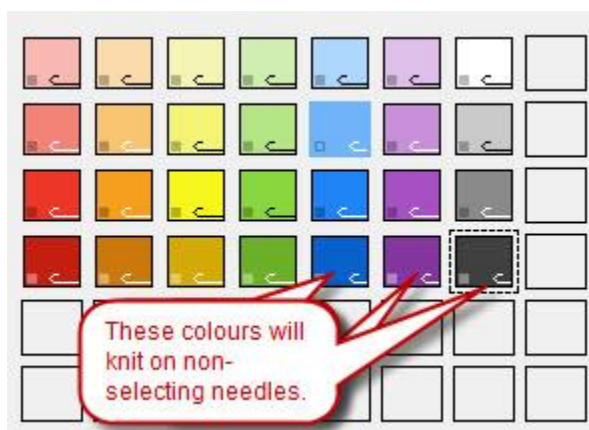 These colours will
knit on non-
selecting needles.